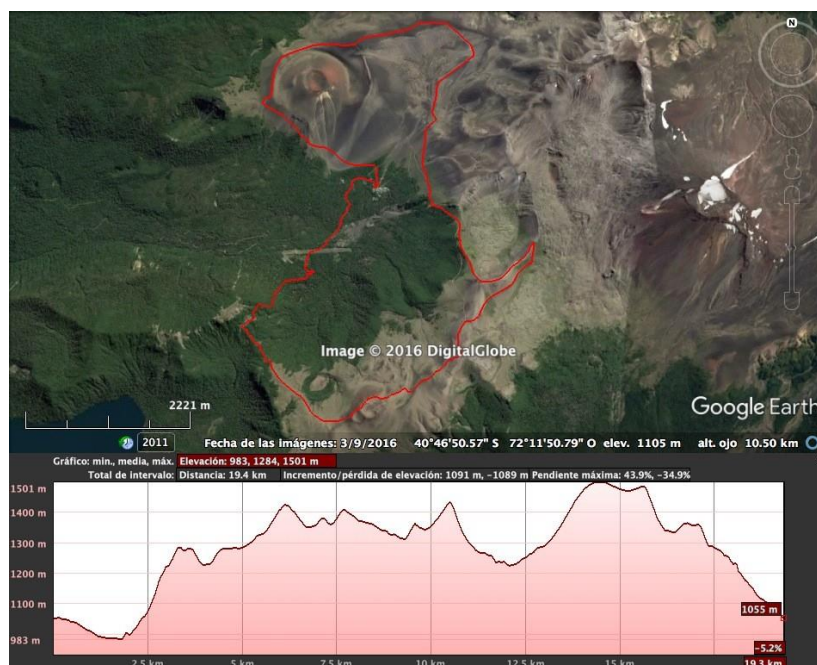 N
Image © 2016 DigitalGlobe
2221 m
Google Earth
2011
Fecha de las Imágenes: 3/9/2016 40°46'50.57" S 72°11'50.79" O elev. 1105 m alt. ojo 10.50 km
Gráfico: min., media, máx. Elevación: 983, 1284, 1501 m
Total de intervalo: Distancia: 19.4 km Incremento/pérdida de elevación: 1091 m, -1089 m Pendiente máxima: 43.9%, -34.9%
1501 m
1400 m
1300 m
1200 m
1100 m
1055 m
983 m
-5.2%
2.5 km 5 km 7.5 km 10 km 12.5 km 15 km 19.3 km